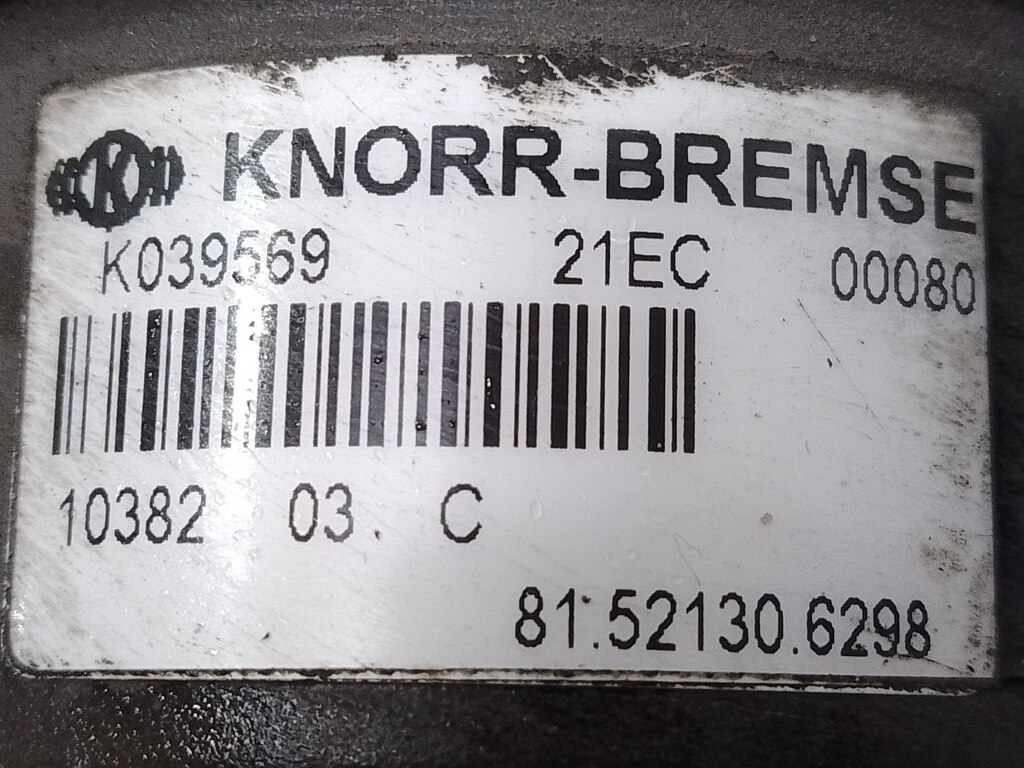 K KNORR-BREMSE
K039569 21EC 00080
10382 03. C
81.52130.6298